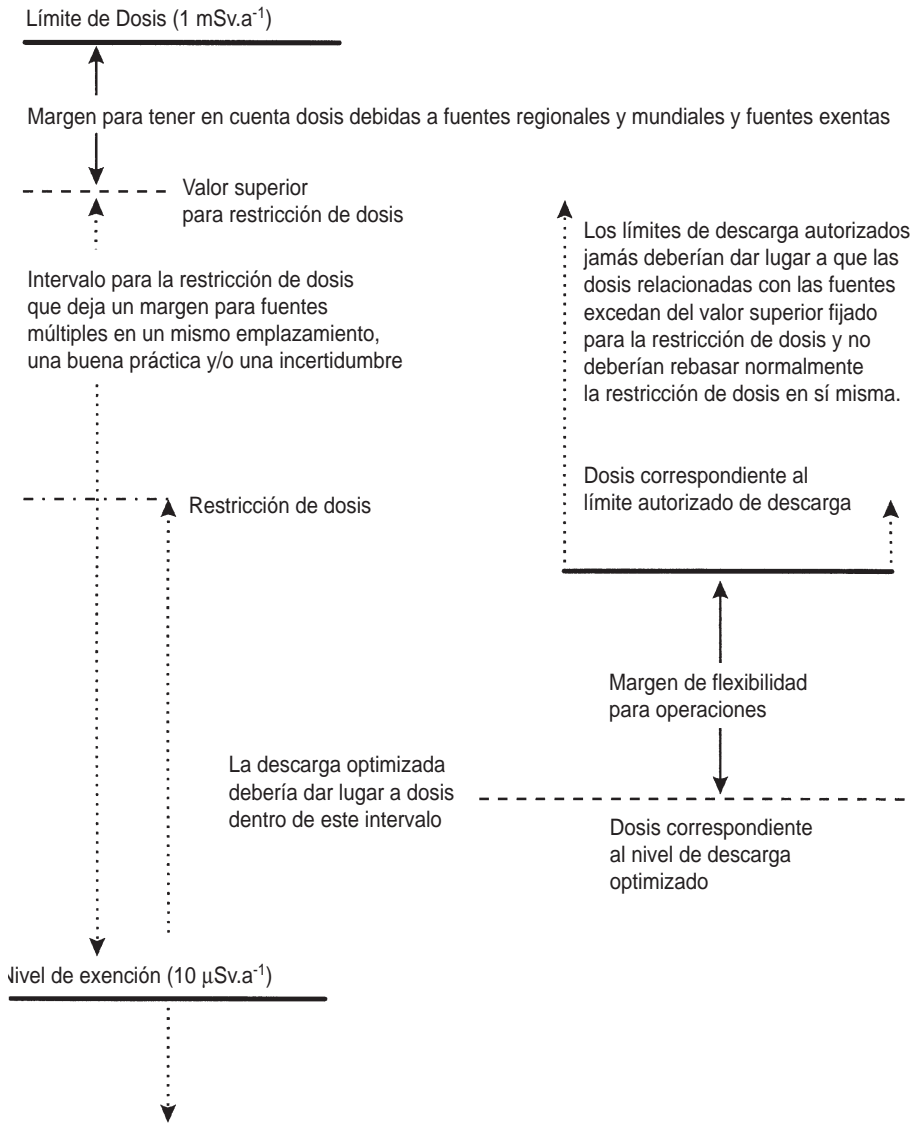 Límite de Dosis (1 mSv.a⁻¹)
Margen para tener en cuenta dosis debidas a fuentes regionales y mundiales y fuentes exentas
Valor superior
para restricción de dosis
Intervalo para la restricción de dosis
que deja un margen para fuentes
múltiples en un mismo emplazamiento,
una buena práctica y/o una incertidumbre
Los límites de descarga autorizados
jamás deberían dar lugar a que las
dosis relacionadas con las fuentes
excedan del valor superior fijado
para la restricción de dosis y no
deberían rebasar normalmente
la restricción de dosis en sí misma.
Restricción de dosis
Dosis correspondiente al
límite autorizado de descarga
Margen de flexibilidad
para operaciones
La descarga optimizada
debería dar lugar a dosis
dentro de este intervalo
Dosis correspondiente
al nivel de descarga
optimizado
Nivel de exención (10 μSv.a⁻¹)